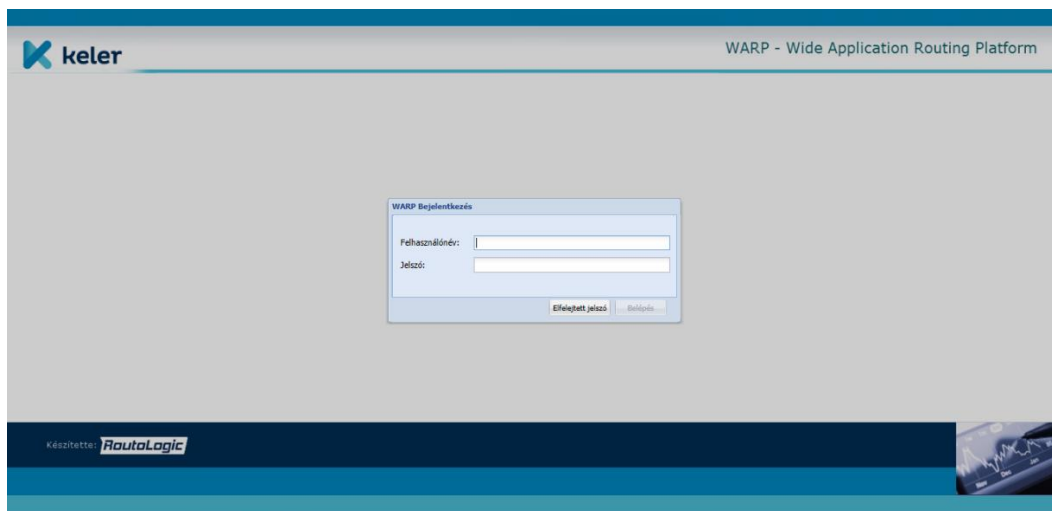 keler
WARP - Wide Application Routing Platform
WARP Bejelentkezés
Felhasználónév:
Jelszó:
Elfelejtett jelszó
Belépés
Készítette: RoutoLogic